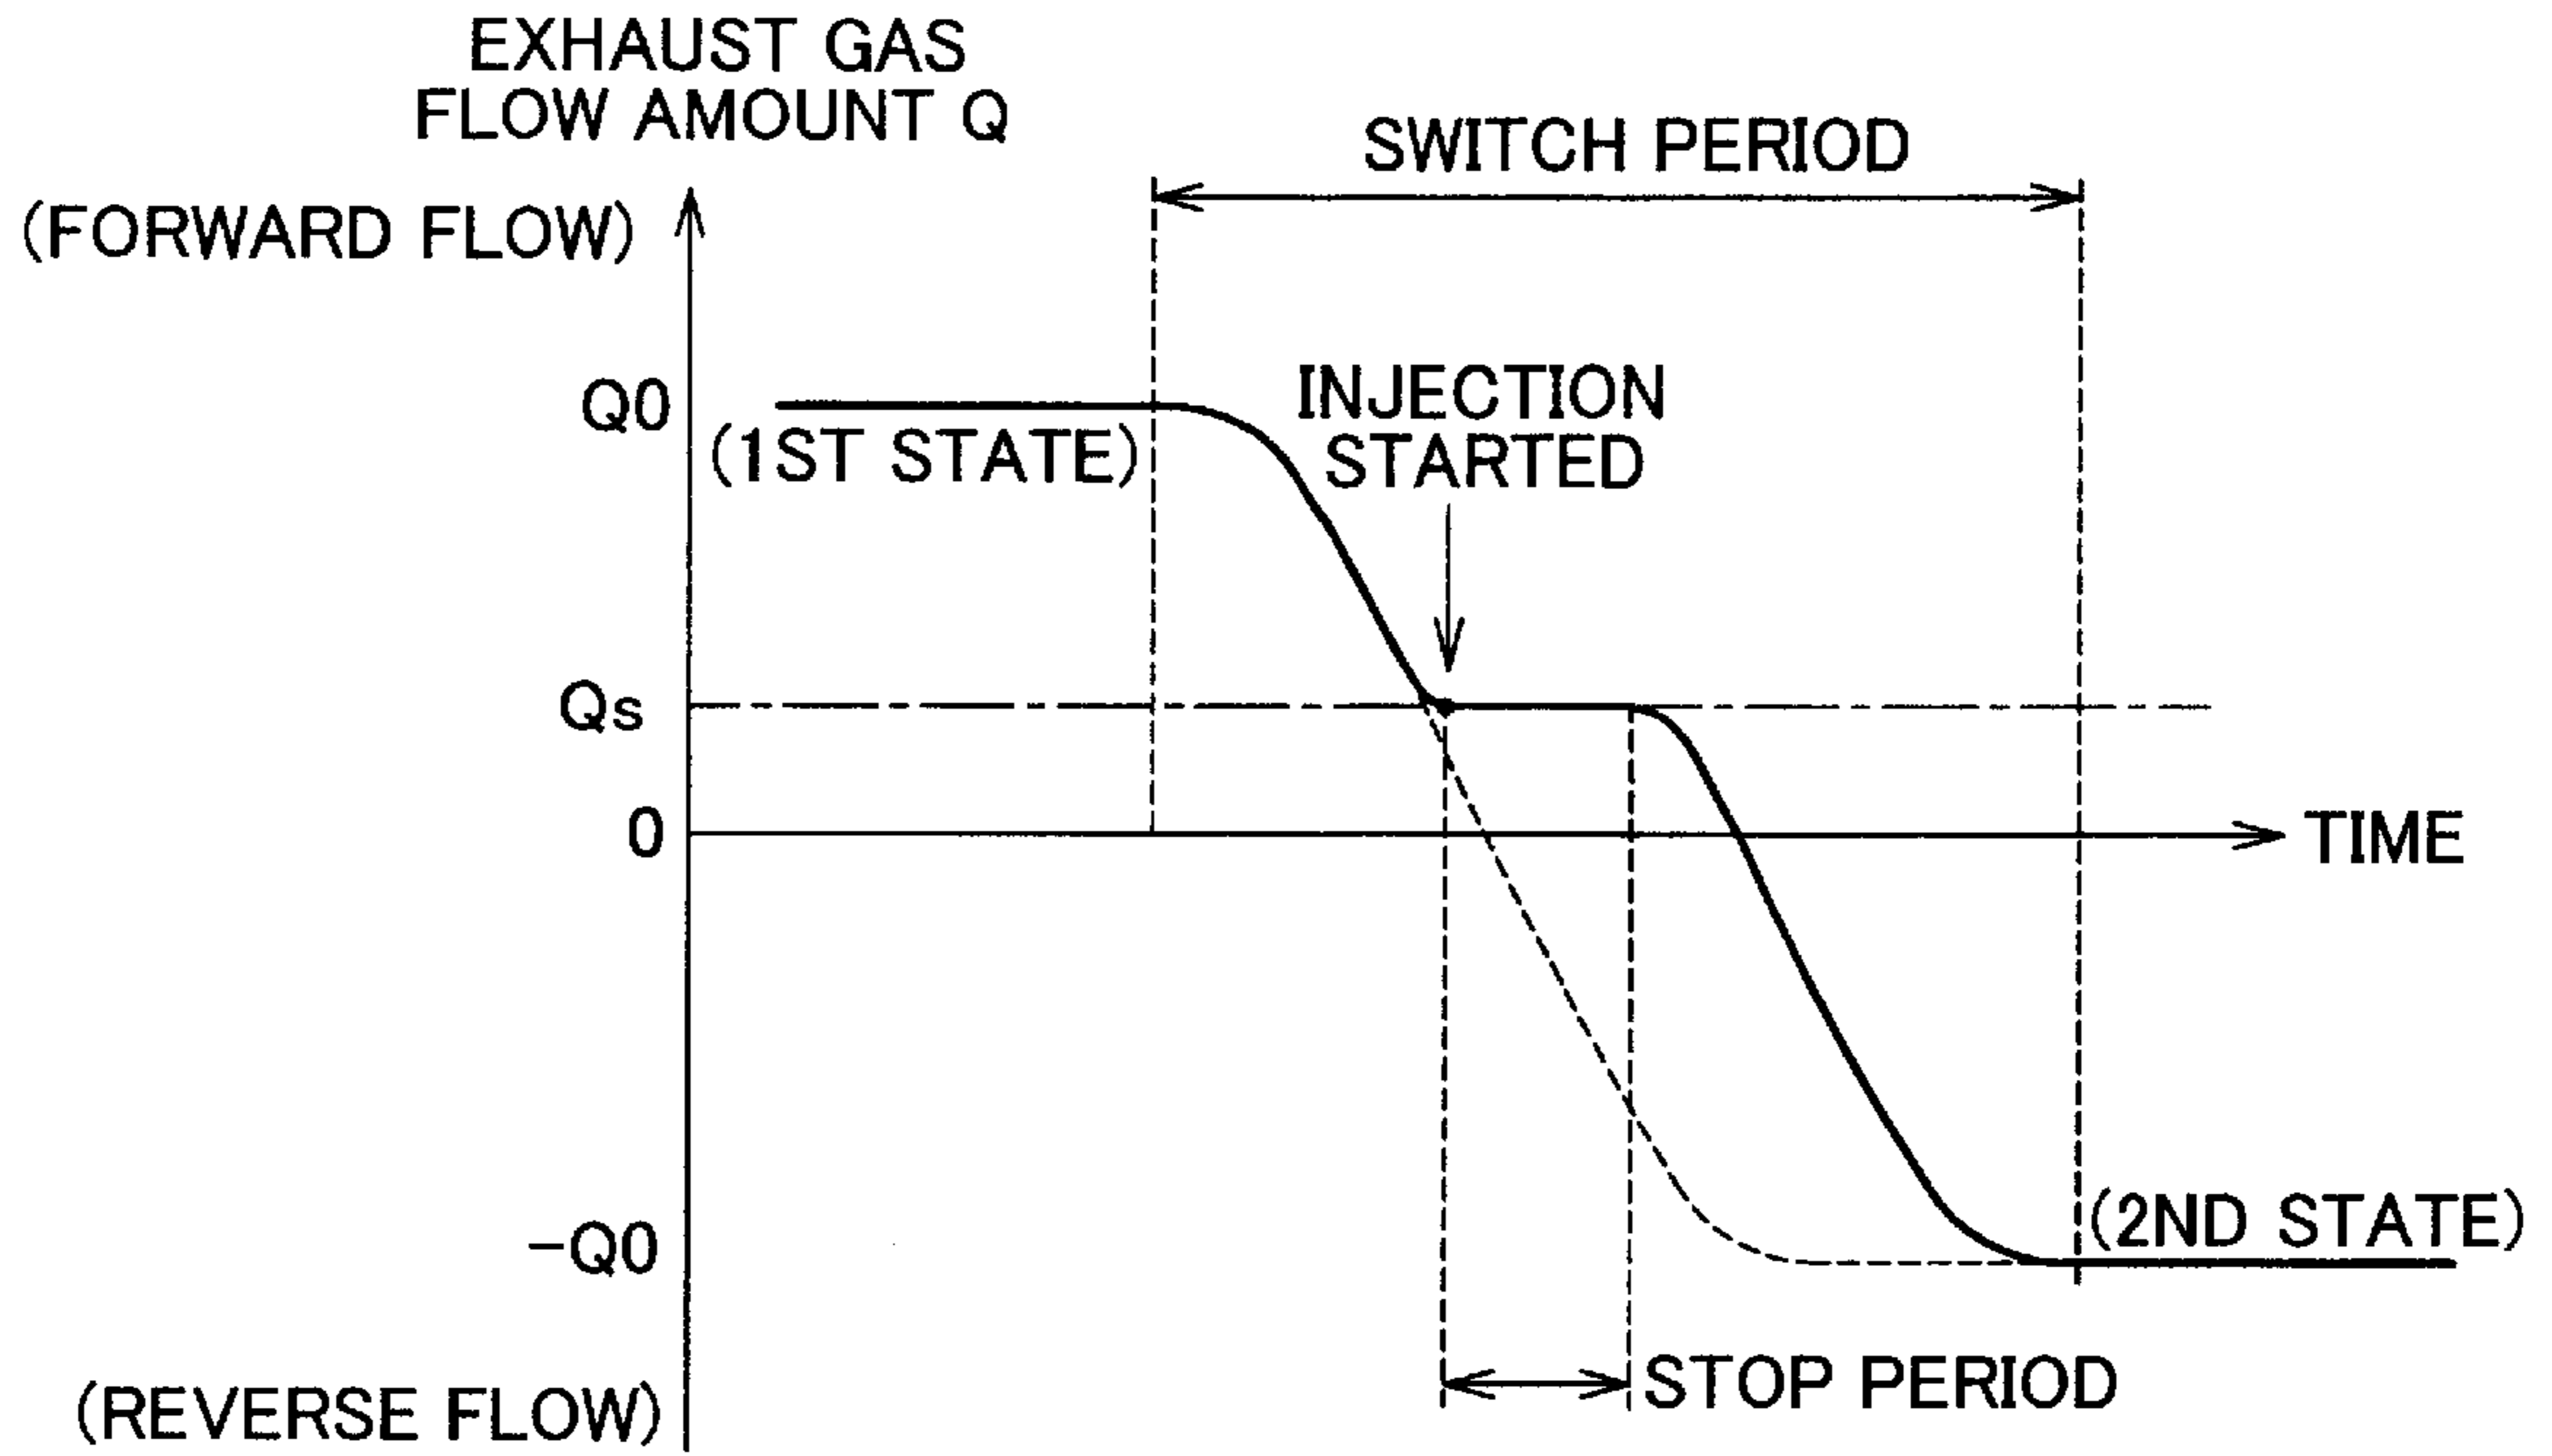 EXHAUST GAS
FLOW AMOUNT Q
SWITCH PERIOD
(FORWARD FLOW)
Q0
(1ST STATE)
INJECTION
STARTED
Qs
0
TIME
-Q0
(2ND STATE)
STOP PERIOD
(REVERSE FLOW)